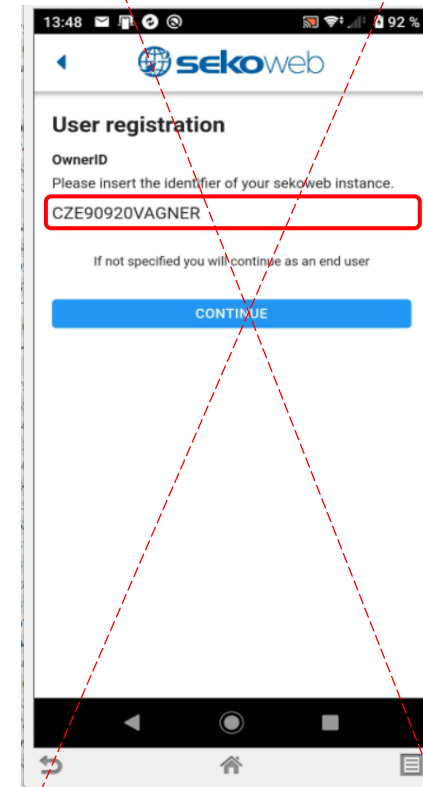 13:48 92 %
sekoweb
User registration
OwnerID
Please insert the identifier of your sekoweb instance.
CZE90920VAGNER
If not specified you will continue as an end user
CONTINUE